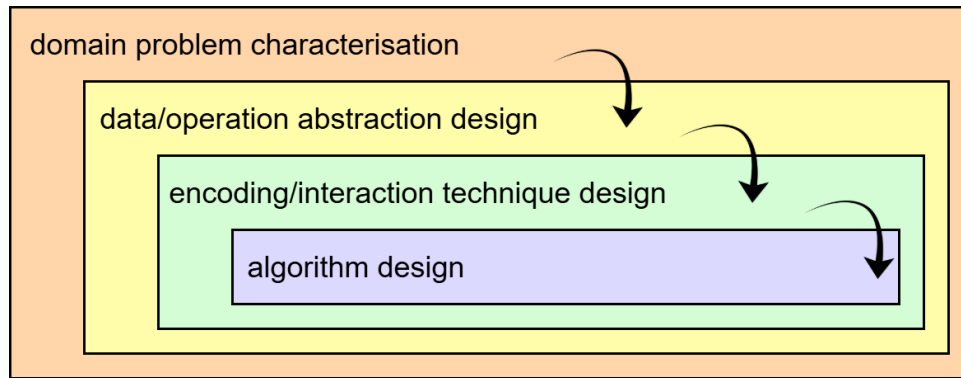 domain problem characterisation
data/operation abstraction design
encoding/interaction technique design
algorithm design